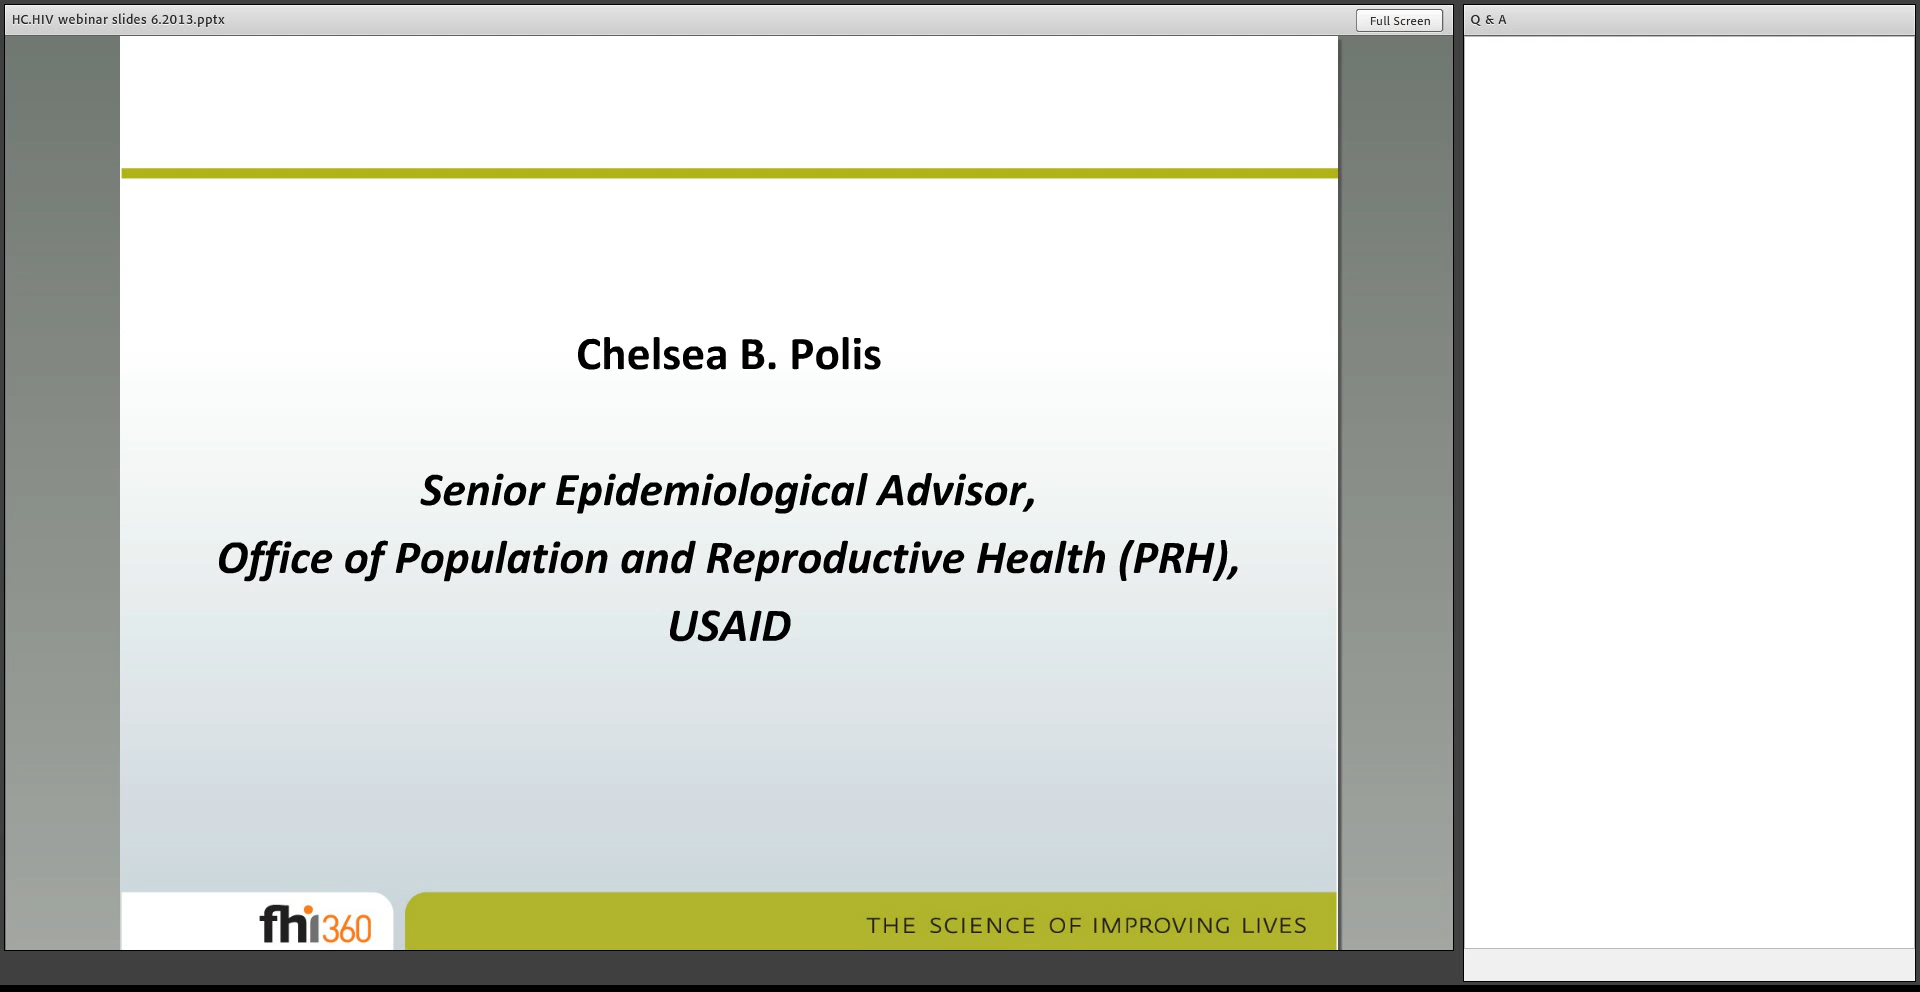 HC.HIV webinar slides 6.2013.pptx
Full Screen
Q & A
Chelsea B. Polis
Senior Epidemiological Advisor,
Office of Population and Reproductive Health (PRH),
USAID
fhi360
THE SCIENCE OF IMPROVING LIVES